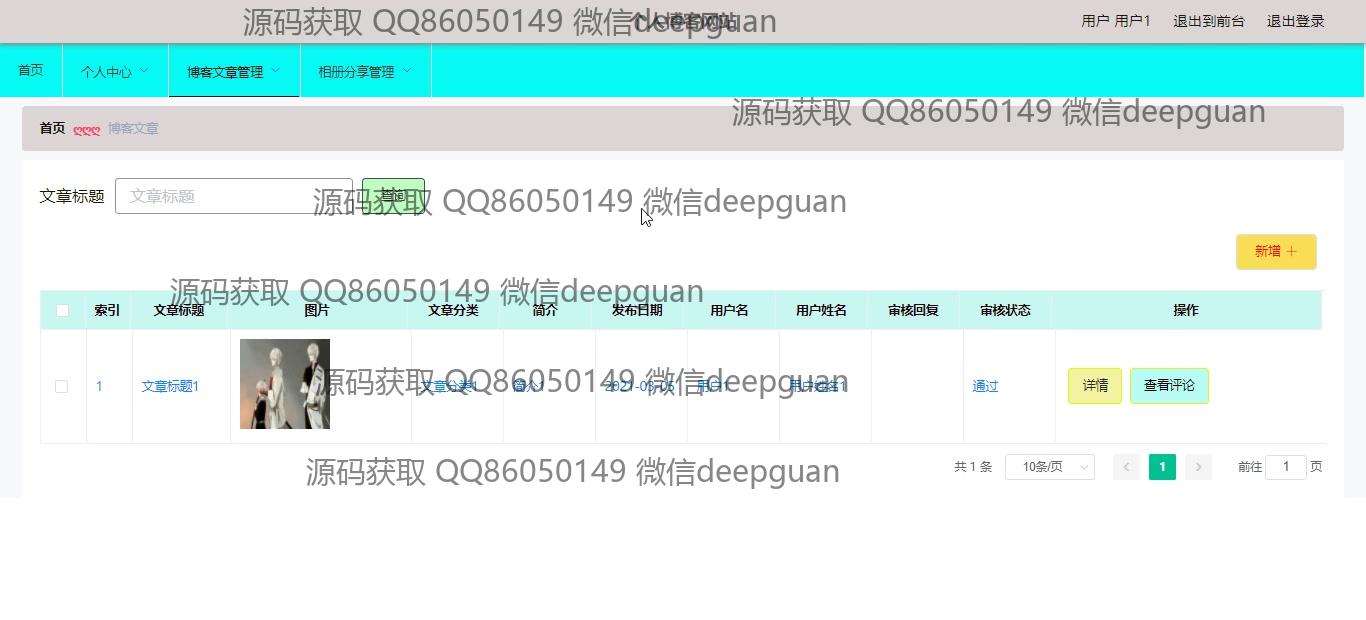 个人博客网站
源码获取 QQ86050149 微信deepguan
用户 用户1 退出到前台 退出登录
首页 个人中心 博客文章管理 相册分享管理
源码获取 QQ86050149 微信deepguan
首页 ღღღ 博客文章
文章标题 文章标题 查询
源码获取 QQ86050149 微信deepguan
新增 +
源码获取 QQ86050149 微信deepguan
索引 文章标题 图片 文章分类 简介 发布日期 用户名 用户姓名 审核回复 审核状态 操作
源码获取 QQ86050149 微信deepguan
1 文章标题1 文章分类1 简介1 2021-03-05 用户1 用户姓名1 通过 详情 查看评论
源码获取 QQ86050149 微信deepguan
共 1 条 10条/页 1 前往 1 页